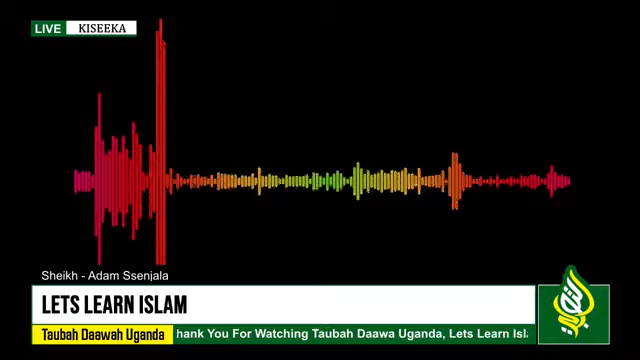 LIVE KISEEKA
Sheikh - Adam Ssenjala
LETS LEARN ISLAM
Taubah Daawah Uganda hank You For Watching Taubah Daawa Uganda, Lets Learn Isl